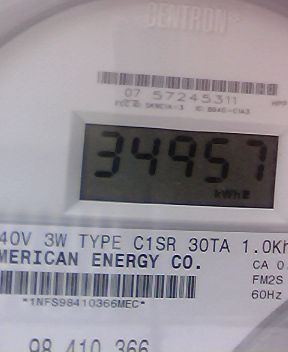 CENTRON
07 57245311
34957
kWh
40V 3W TYPE C1SR 30TA 1.0Kh
MERICAN ENERGY CO.
CA 0.
FM2S
60Hz
*1NFS98410366MEC*
98 410 366